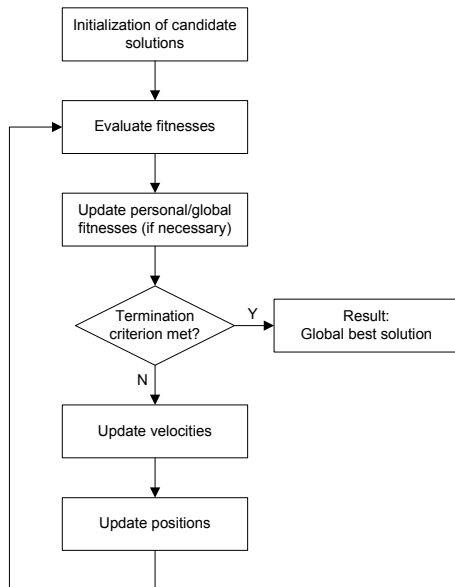 Initialization of candidate
solutions
Evaluate fitnesses
Update personal/global
fitnesses (if necessary)
Termination
criterion met?
Y
Result:
Global best solution
N
Update velocities
Update positions